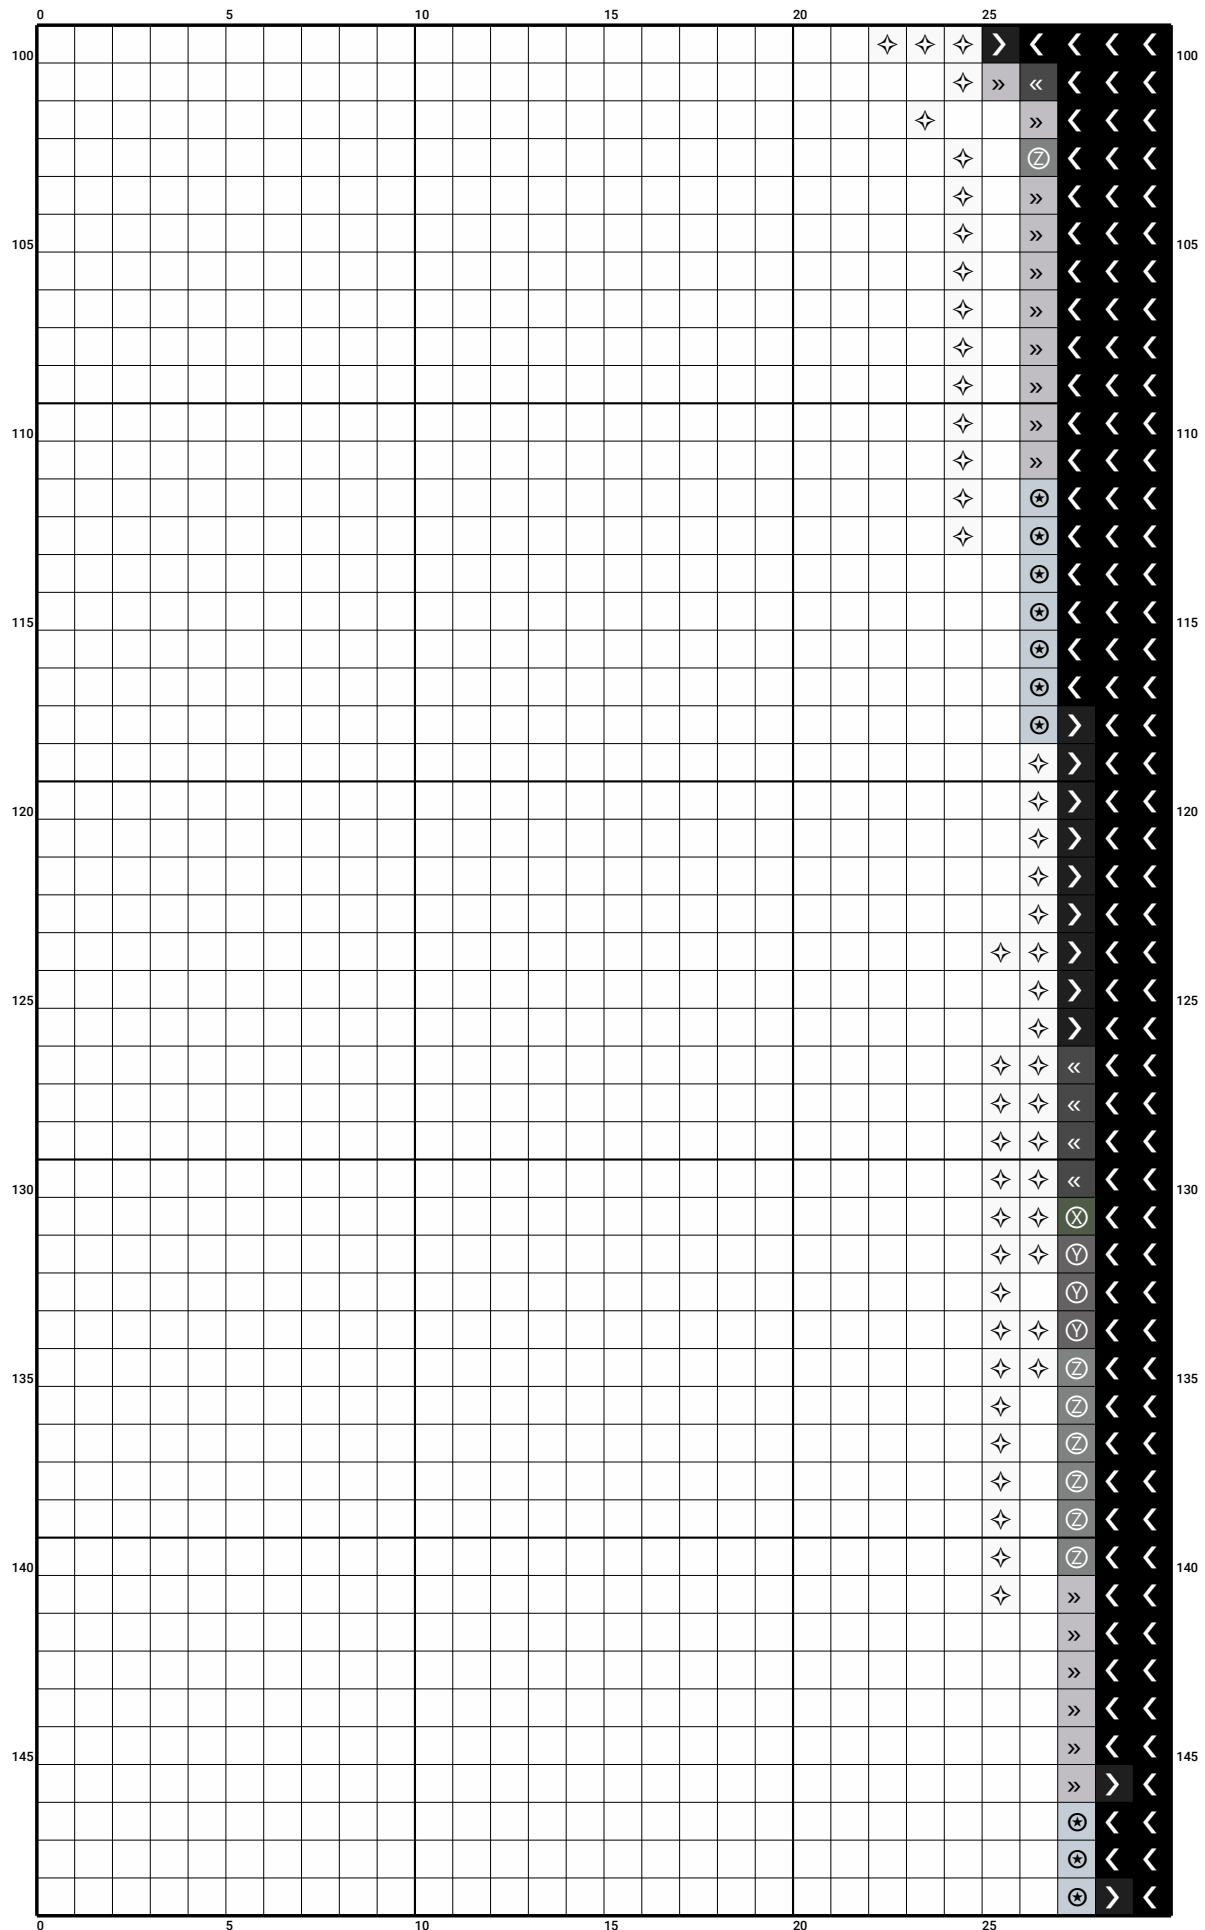 0 5 10 15 20 25
100 ✧ ✧ ✧ ❯ ❮ ❮ ❮ ❮ 100
✧ » « ❮ ❮ ❮
✧ » ❮ ❮ ❮
✧ Ⓩ ❮ ❮ ❮
✧ » ❮ ❮ ❮
105 ✧ » ❮ ❮ ❮ 105
✧ » ❮ ❮ ❮
✧ » ❮ ❮ ❮
✧ » ❮ ❮ ❮
✧ » ❮ ❮ ❮
110 ✧ » ❮ ❮ ❮ 110
✧ » ❮ ❮ ❮
✧ ✪ ❮ ❮ ❮
✧ ✪ ❮ ❮ ❮
✪ ❮ ❮ ❮
115 ✪ ❮ ❮ ❮ 115
✪ ❮ ❮ ❮
✪ ❮ ❮ ❮
✪ ❯ ❮ ❮
✧ ❯ ❮ ❮
120 ✧ ❯ ❮ ❮ 120
✧ ❯ ❮ ❮
✧ ❯ ❮ ❮
✧ ❯ ❮ ❮
✧ ✧ ❯ ❮ ❮
125 ✧ ❯ ❮ ❮ 125
✧ ❯ ❮ ❮
✧ ✧ « ❮ ❮
✧ ✧ « ❮ ❮
✧ ✧ « ❮ ❮
130 ✧ ✧ « ❮ ❮ 130
✧ ✧ Ⓧ ❮ ❮
✧ ✧ Ⓨ ❮ ❮
✧ Ⓨ ❮ ❮
✧ ✧ Ⓨ ❮ ❮
135 ✧ ✧ Ⓩ ❮ ❮ 135
✧ Ⓩ ❮ ❮
✧ Ⓩ ❮ ❮
✧ Ⓩ ❮ ❮
✧ Ⓩ ❮ ❮
140 ✧ Ⓩ ❮ ❮ 140
✧ » ❮ ❮
» ❮ ❮
» ❮ ❮
» ❮ ❮
145 » ❮ ❮ 145
» ❯ ❮
✪ ❮ ❮
✪ ❮ ❮
✪ ❯ ❮
0 5 10 15 20 25